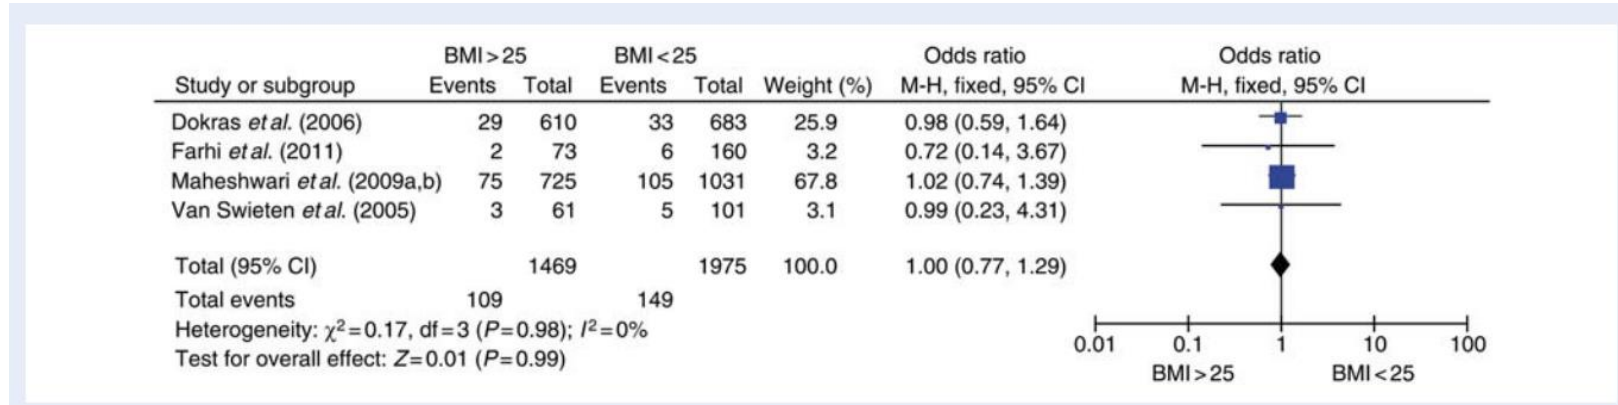 BMI>25 BMI<25 Odds ratio Odds ratio
Study or subgroup Events Total Events Total Weight (%) M-H, fixed, 95% CI M-H, fixed, 95% CI
Dokras et al. (2006) 29 610 33 683 25.9 0.98 (0.59, 1.64)
Farhi et al. (2011) 2 73 6 160 3.2 0.72 (0.14, 3.67)
Maheshwari et al. (2009a,b) 75 725 105 1031 67.8 1.02 (0.74, 1.39)
Van Swieten et al. (2005) 3 61 5 101 3.1 0.99 (0.23, 4.31)
Total (95% CI) 1469 1975 100.0 1.00 (0.77, 1.29)
Total events 109 149
Heterogeneity: χ²=0.17, df=3 (P=0.98); I²=0%
Test for overall effect: Z=0.01 (P=0.99)
0.01 0.1 1 10 100
BMI>25 BMI<25